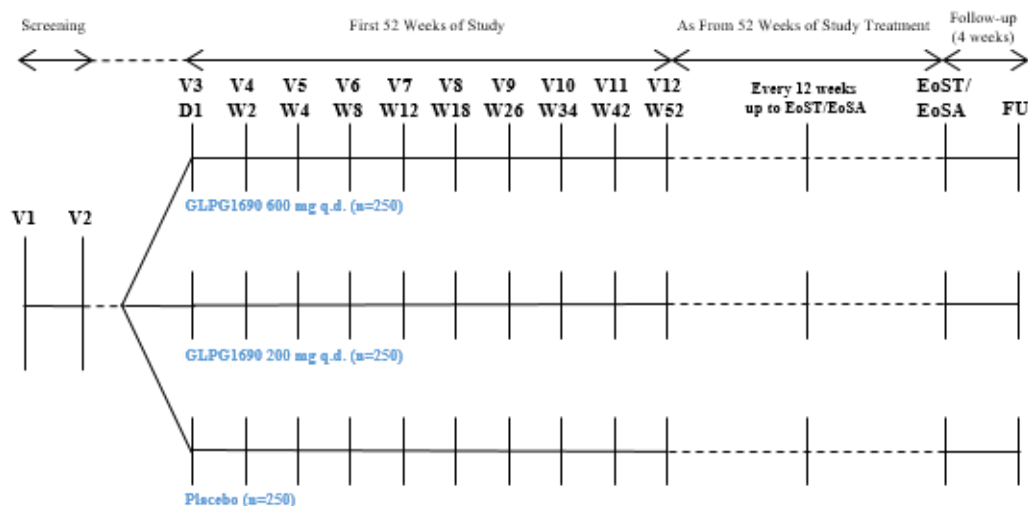 Screening
First 52 Weeks of Study
As From 52 Weeks of Study Treatment
Follow-up
(4 weeks)
V3 V4 V5 V6 V7 V8 V9 V10 V11 V12
D1 W2 W4 W8 W12 W18 W26 W34 W42 W52
Every 12 weeks
up to EoST/EoSA
EoST/
EoSA
FU
GLPG1690 600 mg q.d. (n=250)
V1 V2
GLPG1690 200 mg q.d. (n=250)
Placebo (n=250)